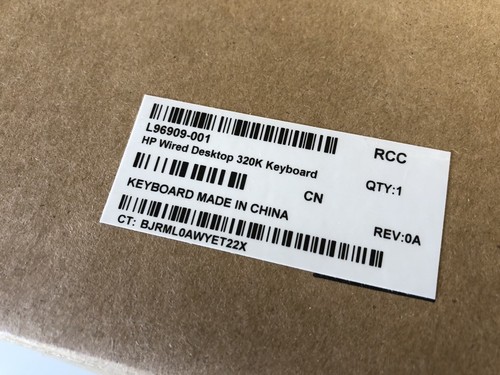 L96909-001
RCC
HP Wired Desktop 320K Keyboard
QTY:1
CN
KEYBOARD MADE IN CHINA
REV:0A
CT: BJRML0AWYET22X